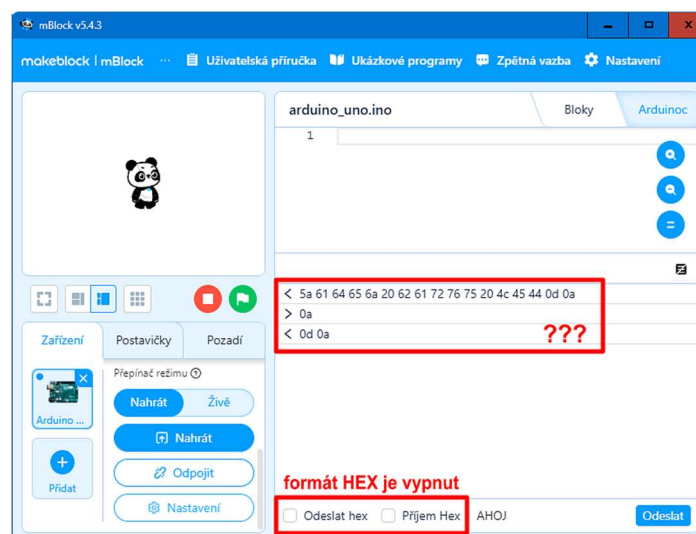 mBlock v5.4.3
makeblock | mBlock ... Uživatelská příručka Ukázkové programy Zpětná vazba Nastavení
arduino_uno.ino Bloky Arduinoc
1
< 5a 61 64 65 6a 20 62 61 72 76 75 20 4c 45 44 0d 0a
> 0a
< 0d 0a
???
Zařízení Postavičky Pozadí
Přepínač režimu
Nahrát Živě
Arduino ...
Nahrát
Přidat
Odpojit
Nastavení
formát HEX je vypnut
Odeslat hex Příjem Hex AHOJ Odeslat